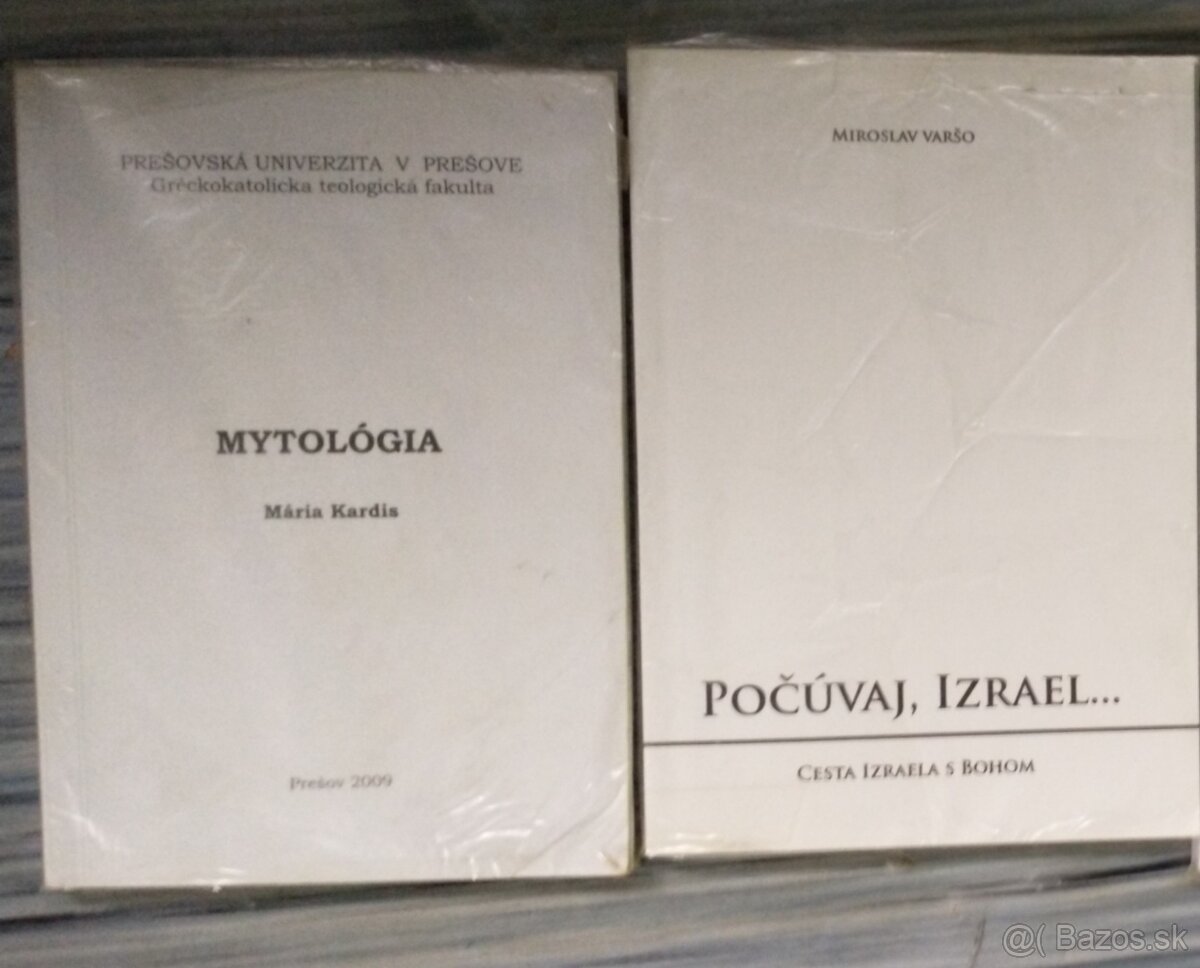 PREŠOVSKÁ UNIVERZITA V PREŠOVE
Gréckokatolícka teologická fakulta
MYTOLÓGIA
Mária Kardis
Prešov 2009
MIROSLAV VARŠO
POČÚVAJ, IZRAEL...
CESTA IZRAELA S BOHOM
@( Bazos.sk